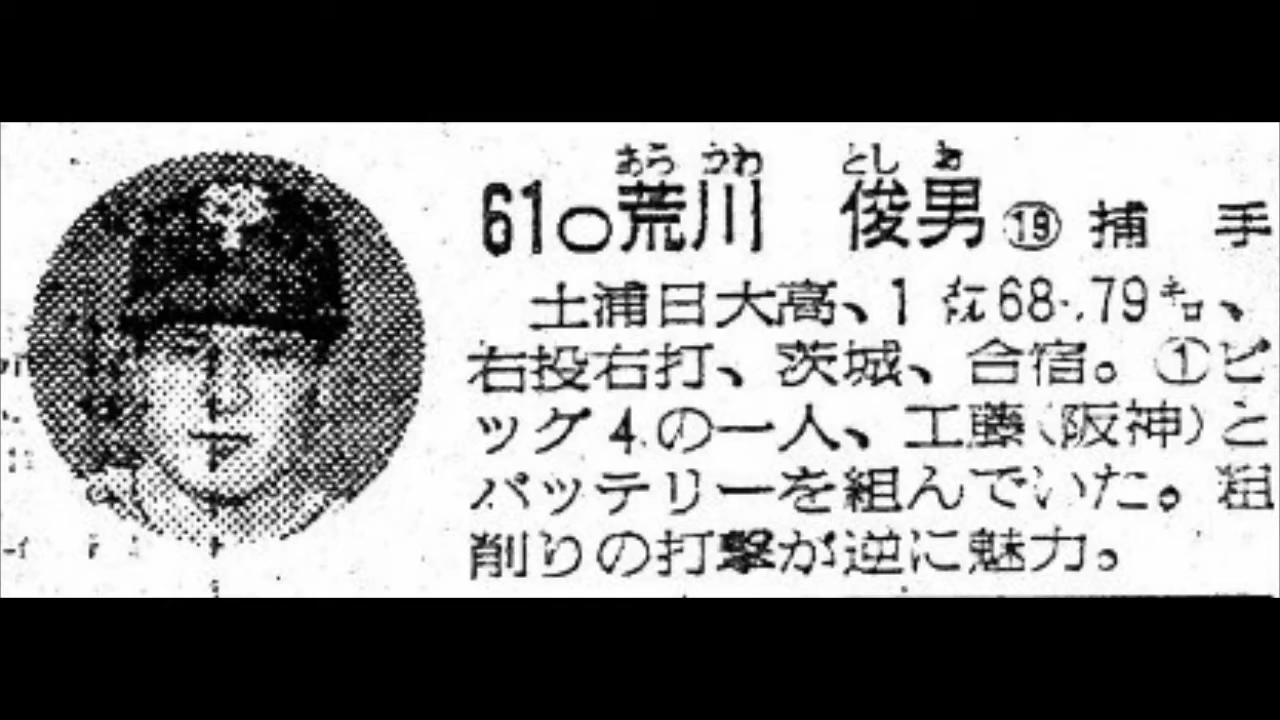 あらかわ としお
61○荒川 俊男⑲捕手
土浦日大高、1㍍68.79㌔、
右投右打、茨城、合宿。①ビ
ッグ4の一人、工藤(阪神)と
バッテリーを組んでいた。粗
削りの打撃が逆に魅力。